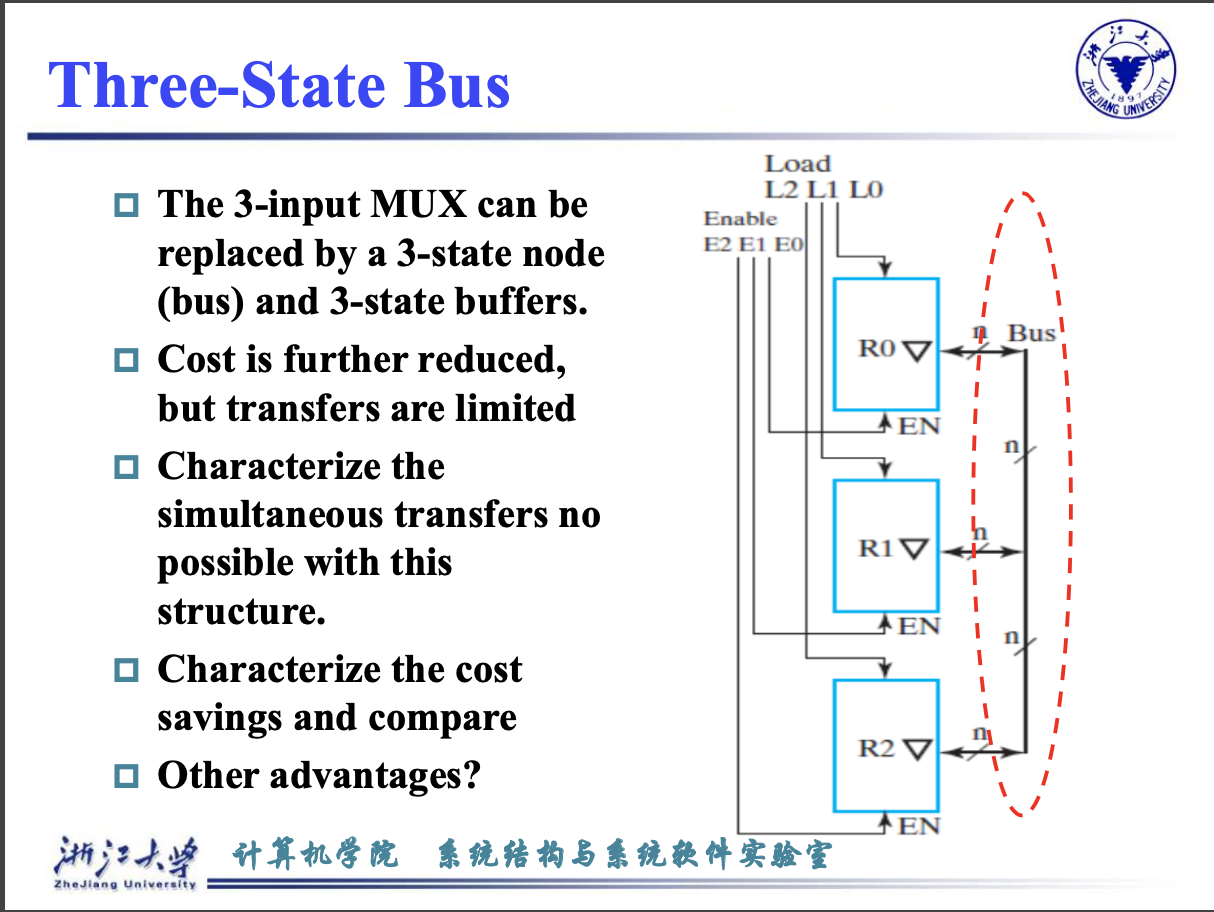 Three-State Bus
浙江大学
ZHEJIANG UNIVERSITY
1897
The 3-input MUX can be
replaced by a 3-state node
(bus) and 3-state buffers.
Cost is further reduced,
but transfers are limited
Characterize the
simultaneous transfers no
possible with this
structure.
Characterize the cost
savings and compare
Other advantages?
Load
L2 L1 L0
Enable
E2 E1 E0
R0
n
Bus
EN
n
R1
n
EN
n
R2
n
EN
浙江大学
ZheJiang University
计算机学院 系统结构与系统软件实验室